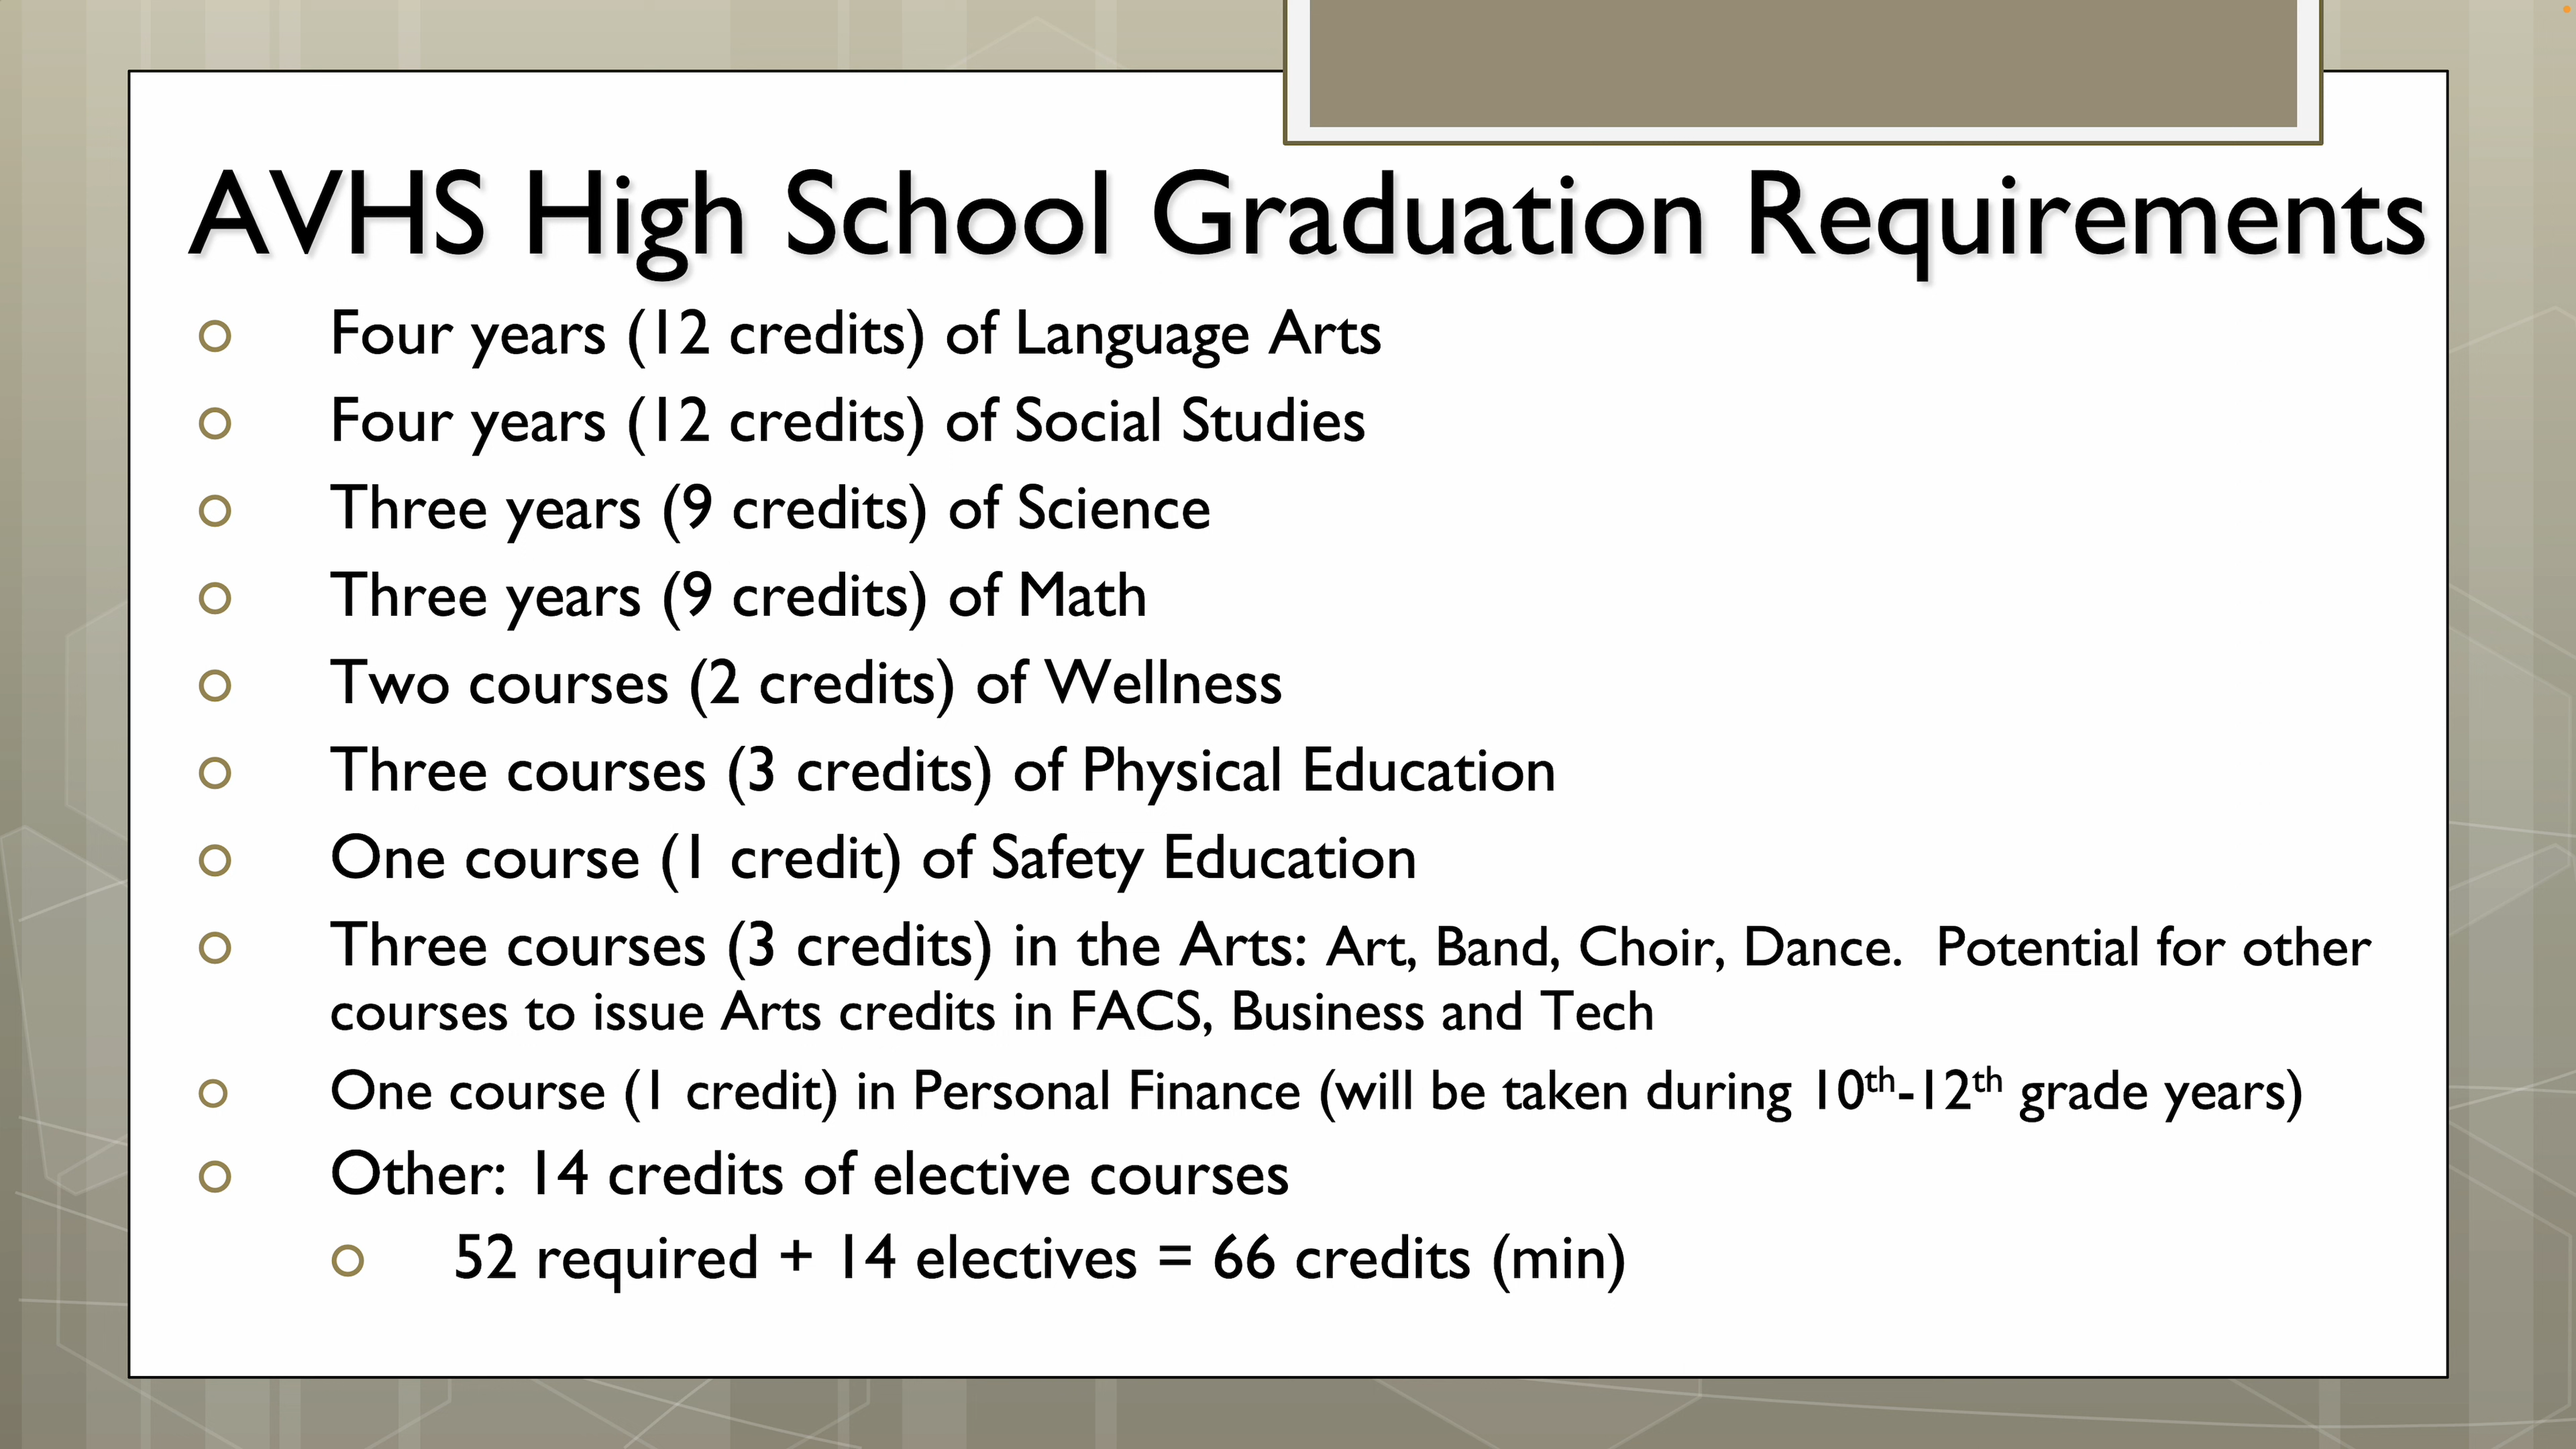 AVHS High School Graduation Requirements
Four years (12 credits) of Language Arts
Four years (12 credits) of Social Studies
Three years (9 credits) of Science
Three years (9 credits) of Math
Two courses (2 credits) of Wellness
Three courses (3 credits) of Physical Education
One course (1 credit) of Safety Education
Three courses (3 credits) in the Arts: Art, Band, Choir, Dance.  Potential for other
courses to issue Arts credits in FACS, Business and Tech
One course (1 credit) in Personal Finance (will be taken during 10th-12th grade years)
Other: 14 credits of elective courses
52 required + 14 electives = 66 credits (min)